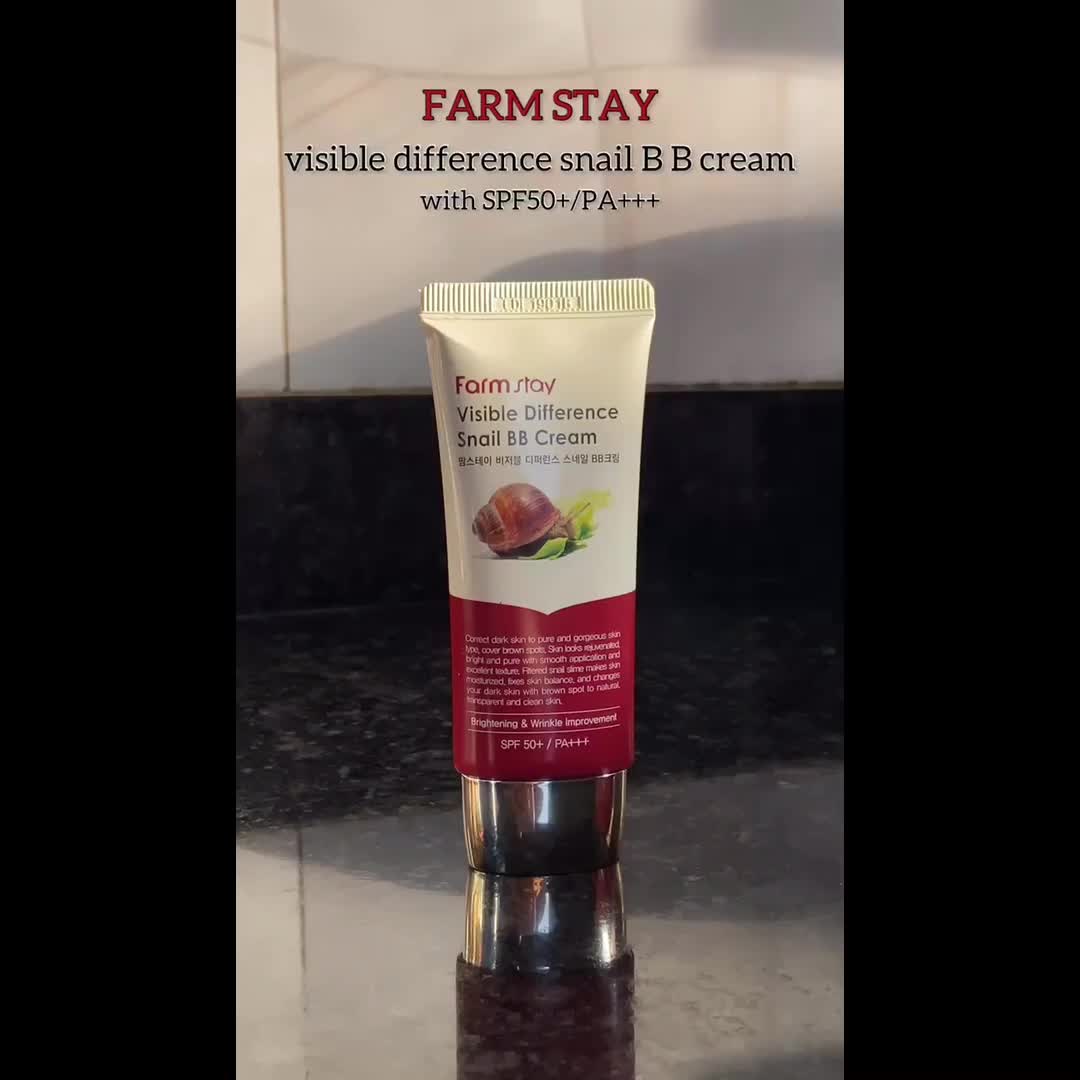 FARM STAY
visible difference snail B B cream
with SPF50+/PA+++
Farm stay
Visible Difference
Snail BB Cream
팜스테이 비저블 디퍼런스 스네일 BB크림
Correct dark skin to pure and gorgeous skin
type, cover brown spots, Skin looks rejuvenated,
bright and pure with smooth application and
excellent texture, Filtered snail slime makes skin
moisturized, fixes skin balance, and changes
your dark skin with brown spot to natural,
transparent and clean skin,
Brightening & Wrinkle improvement
SPF 50+ / PA+++